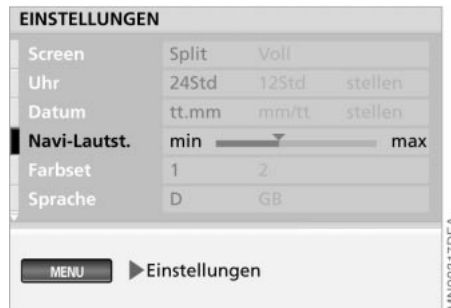 EINSTELLUNGEN
Screen Split Voll
Uhr 24Std 12Std stellen
Datum tt.mm mm/tt stellen
Navi-Lautst. min max
Farbset 1 2
Sprache D GB
MENU Einstellungen